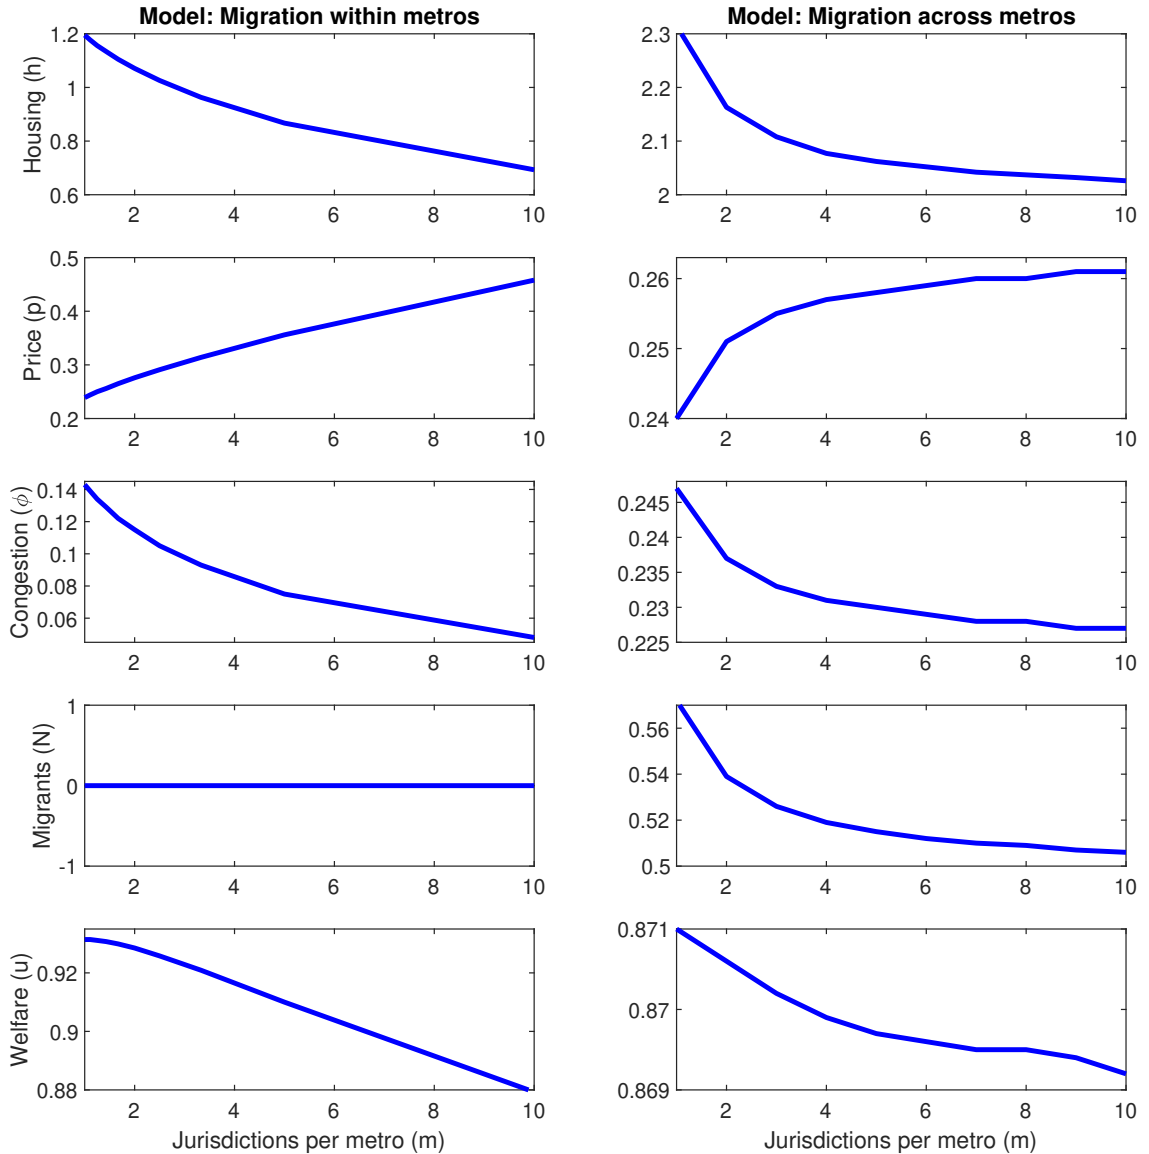 Model: Migration within metros
Housing (h)
1.2
1
0.8
0.6
2 4 6 8 10
Price (p)
0.5
0.4
0.3
0.2
2 4 6 8 10
Congestion (ϕ)
0.14
0.12
0.1
0.08
0.06
2 4 6 8 10
Migrants (N)
1
0
-1
2 4 6 8 10
Welfare (u)
0.92
0.9
0.88
2 4 6 8 10
Jurisdictions per metro (m)
Model: Migration across metros
2.3
2.2
2.1
2
2 4 6 8 10
0.26
0.25
0.24
2 4 6 8 10
0.245
0.24
0.235
0.23
0.225
2 4 6 8 10
0.56
0.54
0.52
0.5
2 4 6 8 10
0.871
0.87
0.869
2 4 6 8 10
Jurisdictions per metro (m)